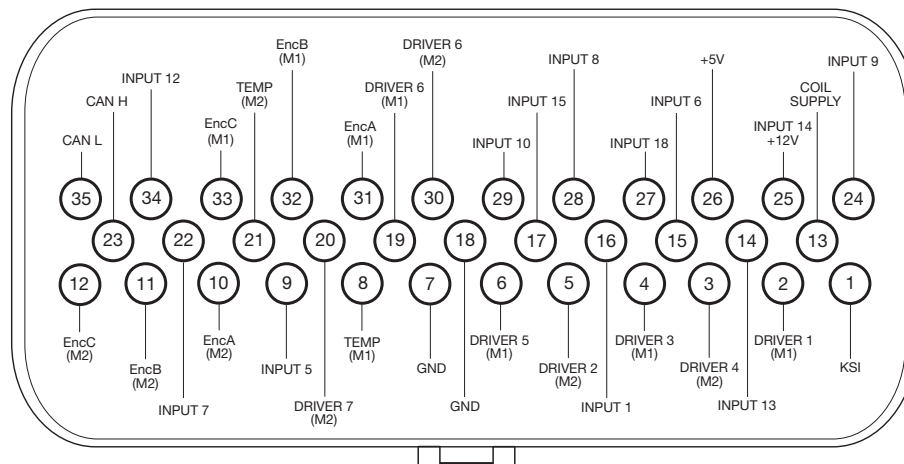 EncB
(M1)
DRIVER 6
(M2)
INPUT 8
+5V
INPUT 9
INPUT 12
TEMP
(M2)
DRIVER 6
(M1)
COIL
SUPPLY
CAN H
INPUT 15
INPUT 6
EncC
(M1)
EncA
(M1)
INPUT 14
+12V
CAN L
INPUT 10
INPUT 18
35
34
33
32
31
30
29
28
27
26
25
24
23
22
21
20
19
18
17
16
15
14
13
12
11
10
9
8
7
6
5
4
3
2
1
EncC
(M2)
EncA
(M2)
TEMP
(M1)
DRIVER 5
(M1)
DRIVER 3
(M1)
DRIVER 1
(M1)
EncB
(M2)
INPUT 5
GND
DRIVER 2
(M2)
DRIVER 4
(M2)
KSI
INPUT 7
DRIVER 7
(M2)
GND
INPUT 1
INPUT 13